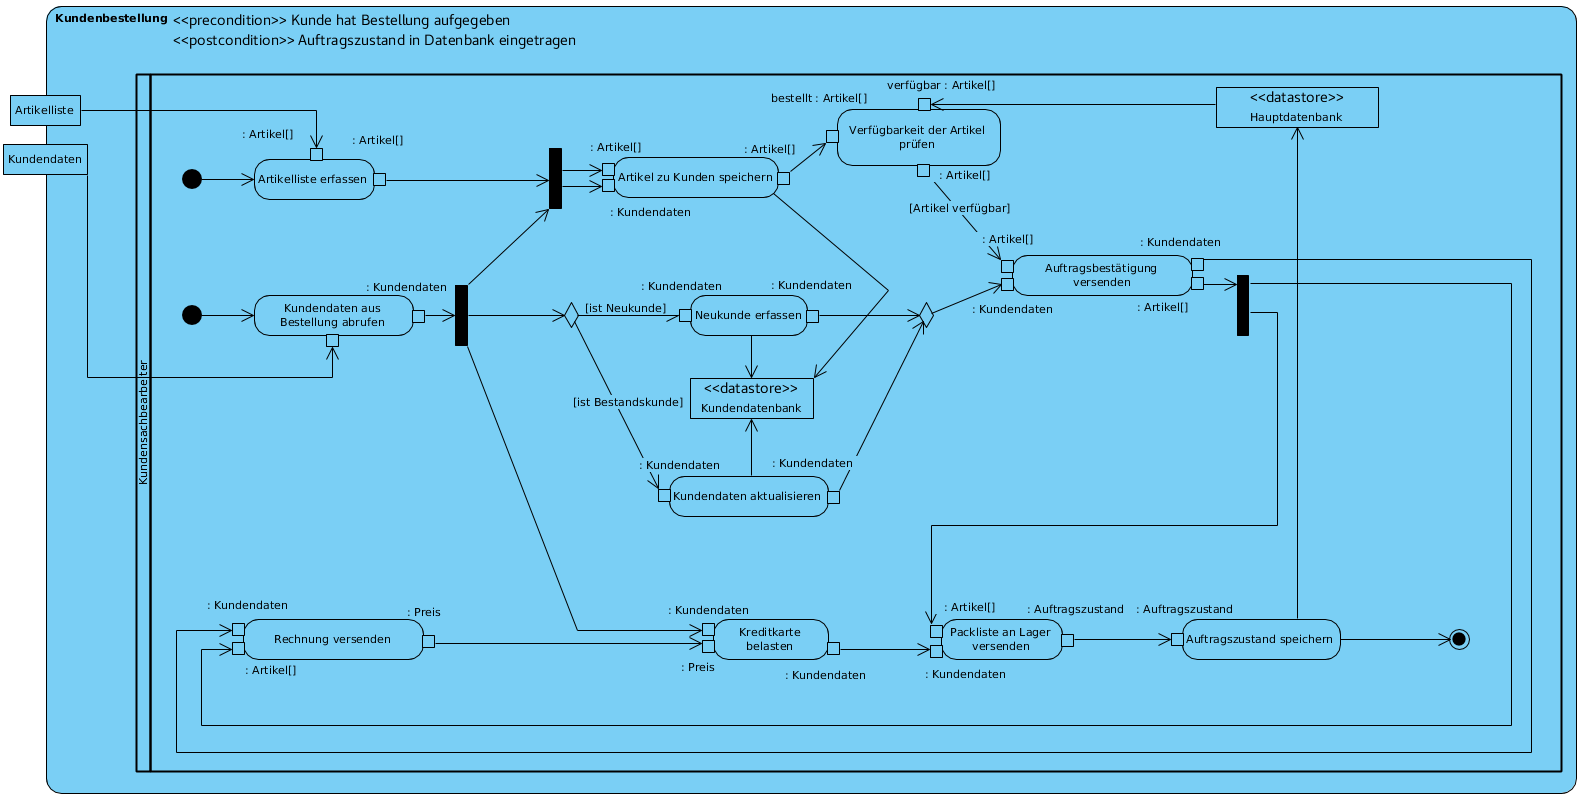 Kundenbestellung <<precondition>> Kunde hat Bestellung aufgegeben
<<postcondition>> Auftragszustand in Datenbank eingetragen
Artikelliste
Kundendaten
Kundensachbearbeiter
: Artikel[]
: Artikel[]
Artikelliste erfassen
: Artikel[]
: Artikel[]
Artikel zu Kunden speichern
: Kundendaten
bestellt : Artikel[]
verfügbar : Artikel[]
Verfügbarkeit der Artikel
prüfen
: Artikel[]
<<datastore>>
Hauptdatenbank
[Artikel verfügbar]
: Artikel[]
: Kundendaten
Auftragsbestätigung
versenden
: Kundendaten
: Artikel[]
: Kundendaten
Kundendaten aus
Bestellung abrufen
[ist Neukunde]
: Kundendaten
: Kundendaten
Neukunde erfassen
<<datastore>>
Kundendatenbank
[ist Bestandskunde]
: Kundendaten
: Kundendaten
Kundendaten aktualisieren
: Kundendaten
: Preis
Rechnung versenden
: Artikel[]
: Kundendaten
Kreditkarte
belasten
: Preis
: Kundendaten
: Artikel[]
Packliste an Lager
versenden
: Kundendaten
: Auftragszustand
: Auftragszustand
Auftragszustand speichern